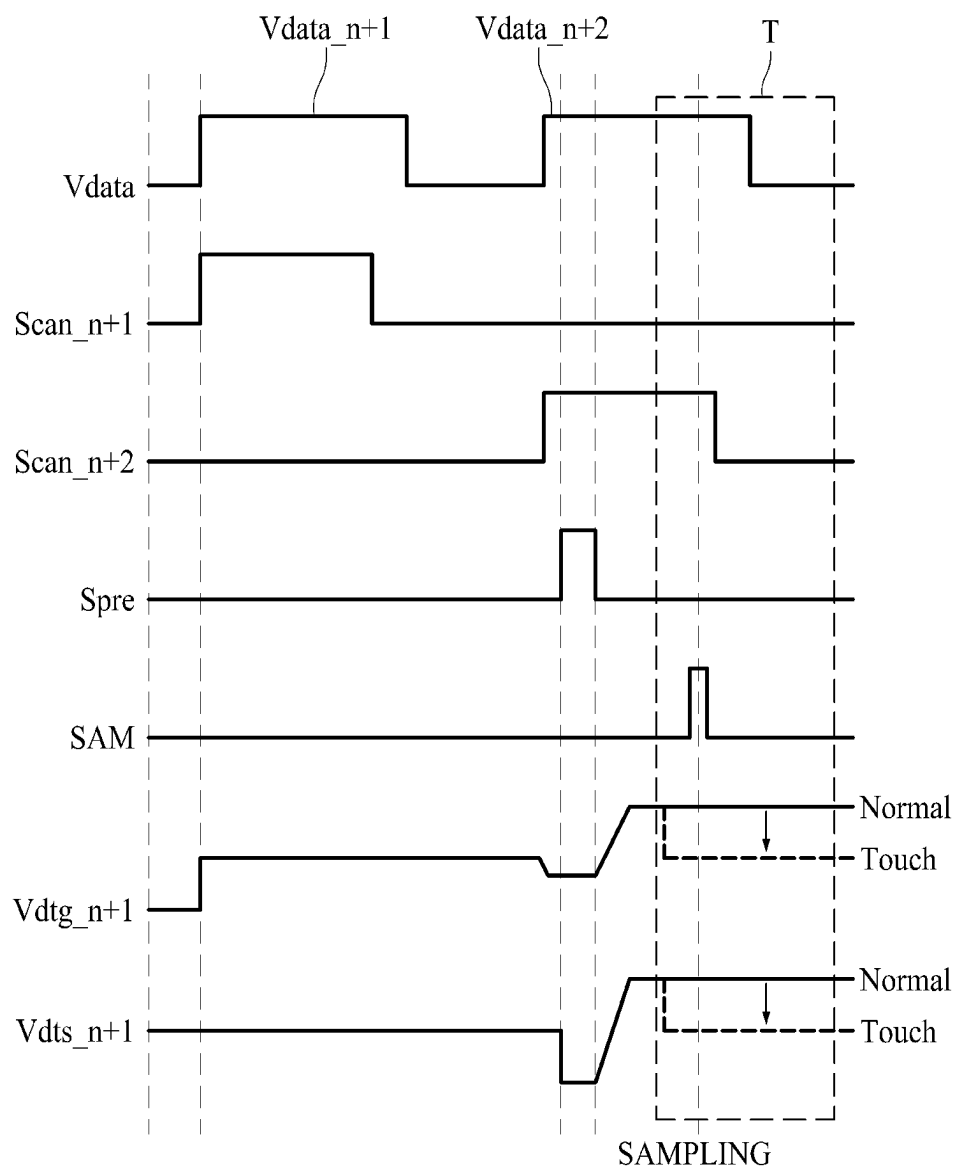 Vdata_n+1
Vdata_n+2
T
Vdata
Scan_n+1
Scan_n+2
Spre
SAM
Normal
Touch
Vdtg_n+1
Normal
Vdts_n+1
Touch
SAMPLING